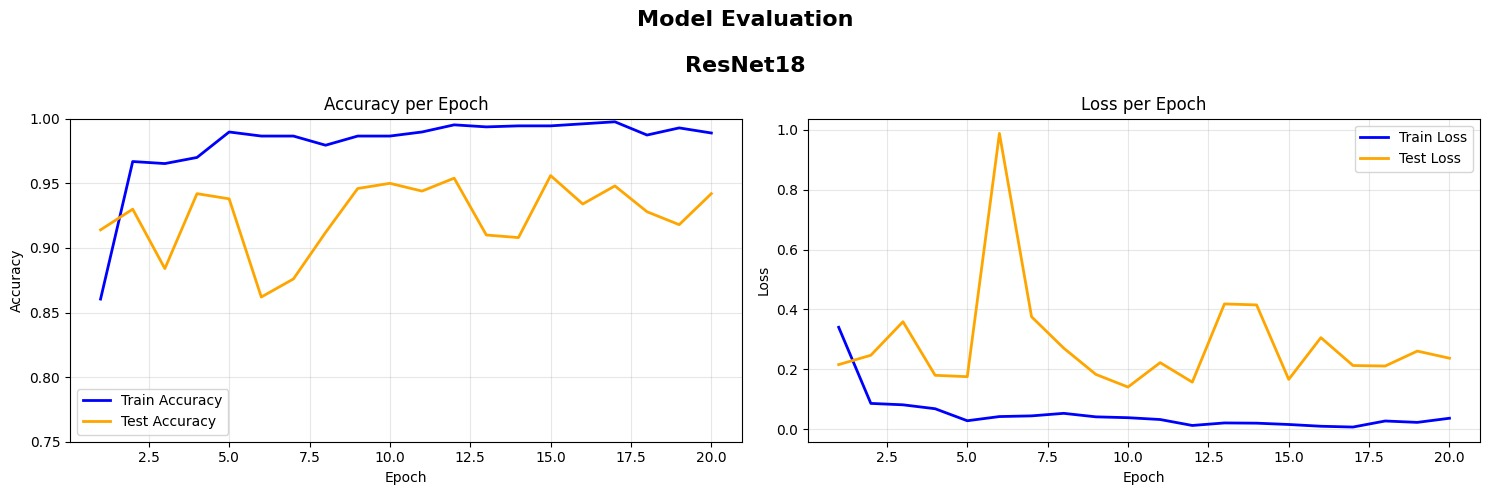 Model Evaluation
ResNet18
Accuracy per Epoch
1.00
0.95
0.90
0.85
0.80
0.75
Accuracy
Train Accuracy
Test Accuracy
2.5 5.0 7.5 10.0 12.5 15.0 17.5 20.0
Epoch
Loss per Epoch
1.0
0.8
0.6
0.4
0.2
0.0
Loss
Train Loss
Test Loss
2.5 5.0 7.5 10.0 12.5 15.0 17.5 20.0
Epoch